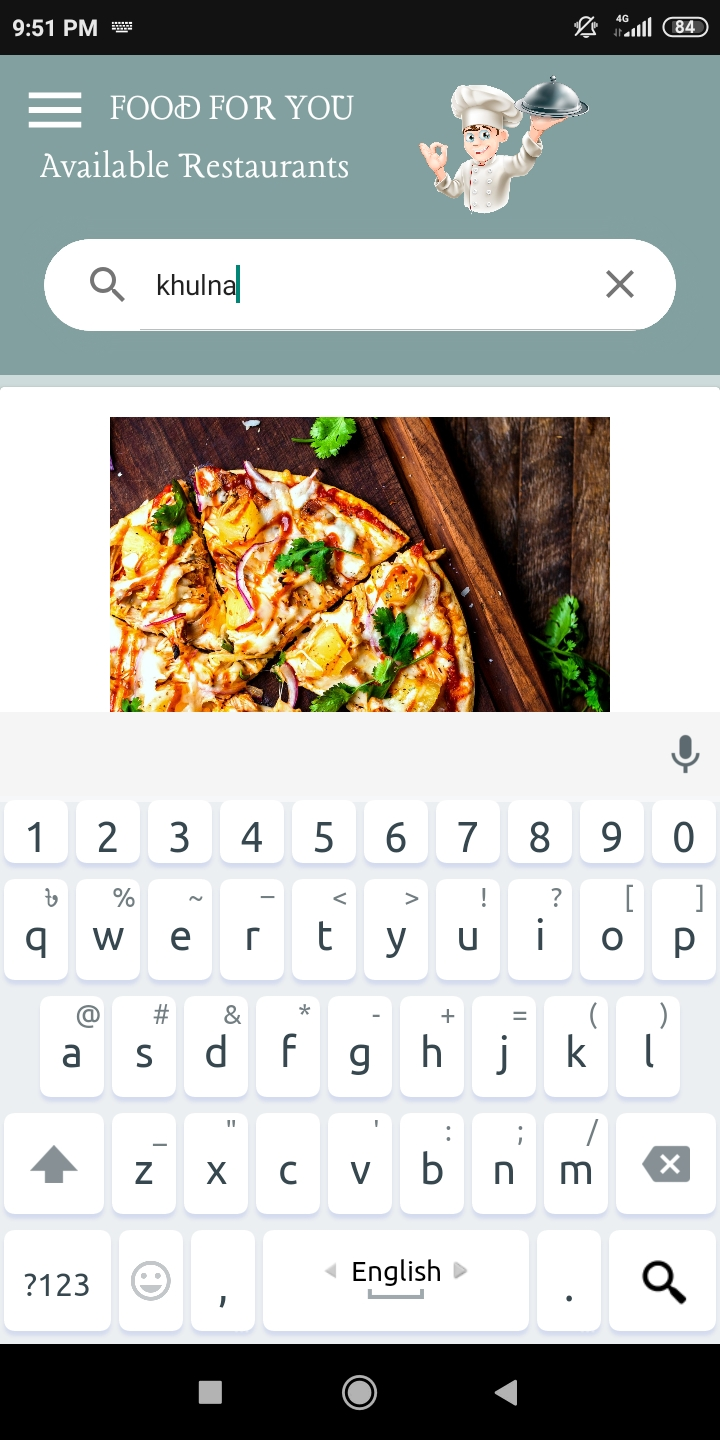 9:51 PM 4G 84
FOOD FOR YOU
Available Restaurants
khulna
1 2 3 4 5 6 7 8 9 0
৳ % ~ – < > ! ? [ ]
q w e r t y u i o p
@ # & * - + = ( )
a s d f g h j k l
_ " ' : ; /
z x c v b n m
?123 , English .